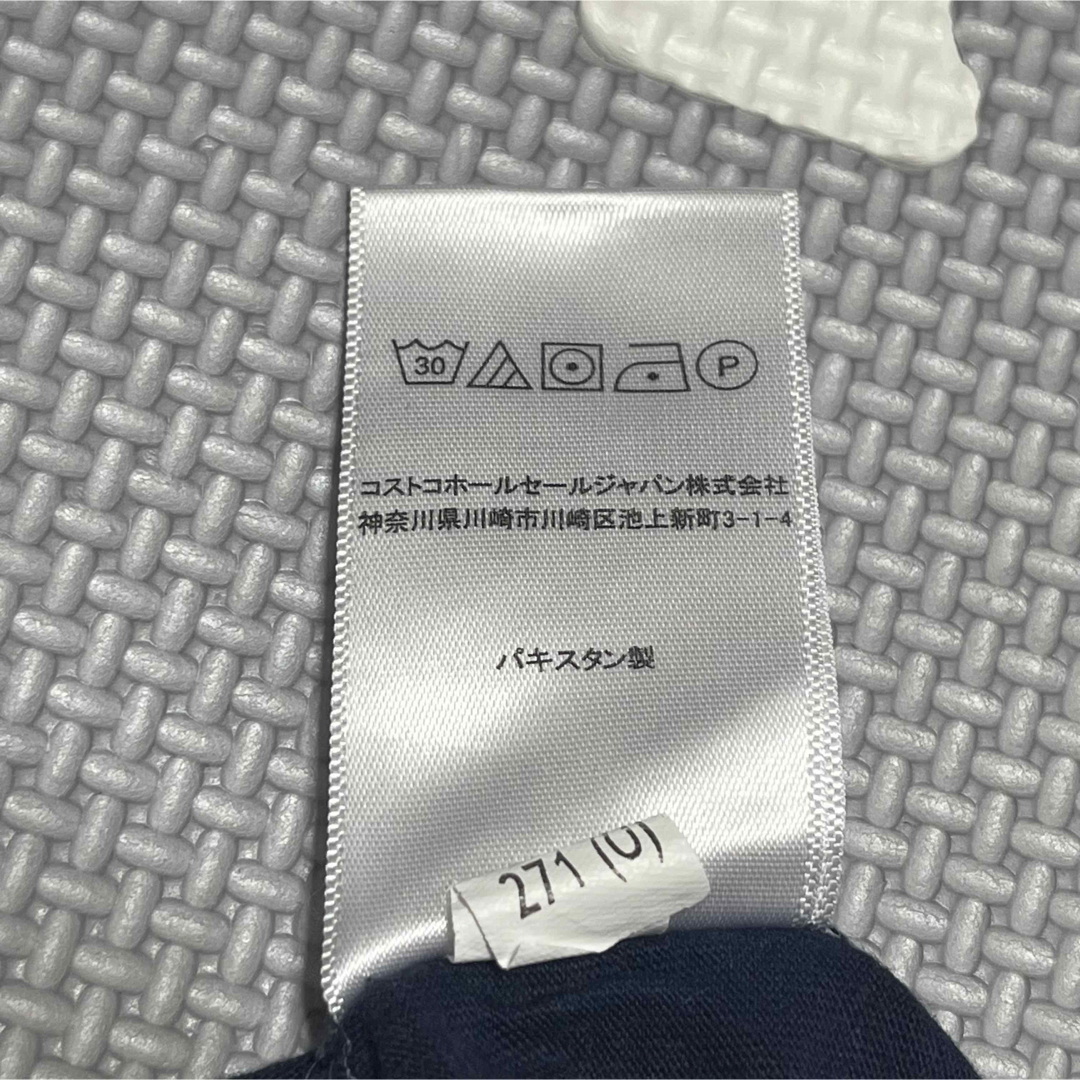 30 P
コストコホールセールジャパン株式会社
神奈川県川崎市川崎区池上新町3-1-4
パキスタン製
271 (0)